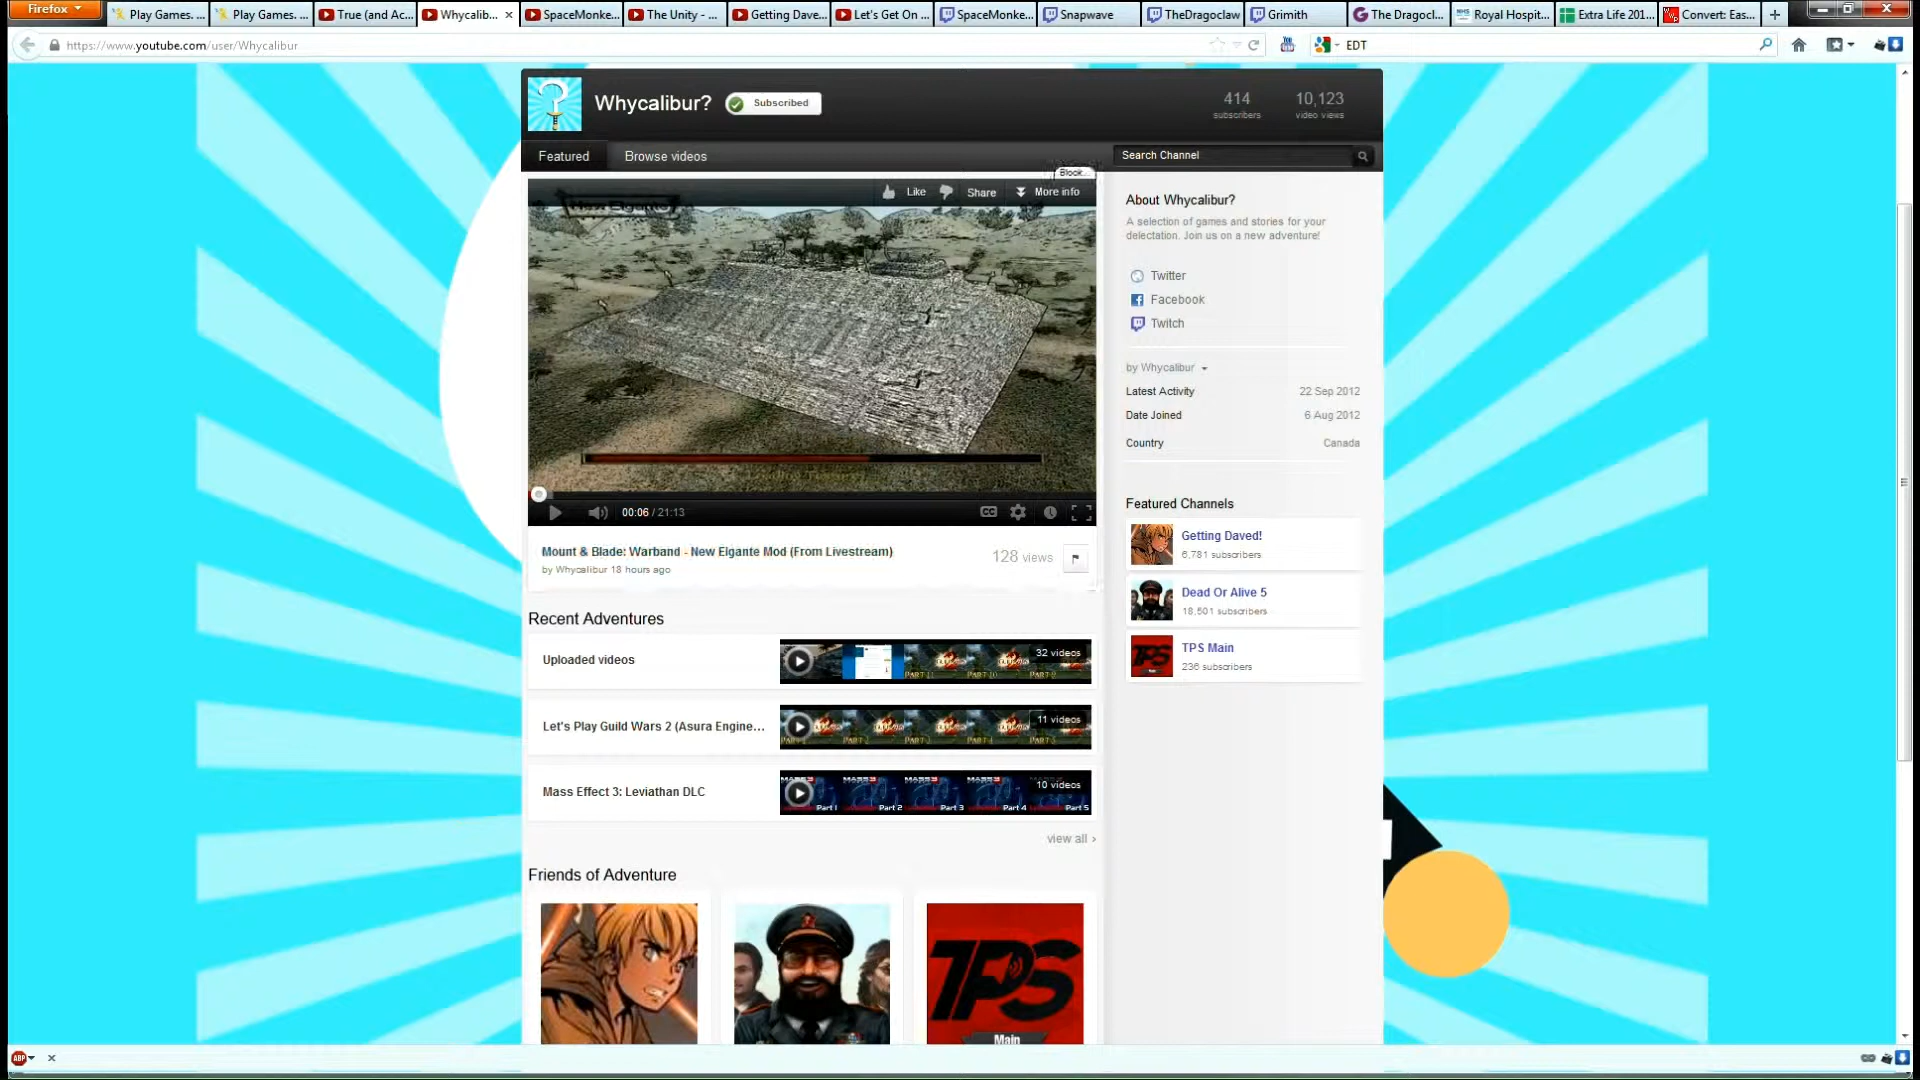 Firefox
Play Games. ...
Play Games. ...
True (and Ac...
Whycalib...
SpaceMonke...
The Unity - ...
Getting Dave...
Let's Get On ...
SpaceMonke...
Snapwave
TheDragoclaw
Grimith
The Dragocl...
Royal Hospit...
Extra Life 201...
Convert: Eas...
https://www.youtube.com/user/Whycalibur
EDT
Whycalibur?
Subscribed
414
subscribers
10,123
video views
Featured
Browse videos
Search Channel
Block...
New Elgante
Like
Share
More info
00:06 / 21:13
CC
Mount & Blade: Warband - New Elgante Mod (From Livestream)
by Whycalibur 18 hours ago
128 views
Recent Adventures
Uploaded videos
32 videos
Let's Play Guild Wars 2 (Asura Engine...
11 videos
Mass Effect 3: Leviathan DLC
10 videos
Part 1
Part 2
Part 3
Part 4
Part 5
view all ›
Friends of Adventure
TPS
Main
About Whycalibur?
A selection of games and stories for your
delectation. Join us on a new adventure!
Twitter
Facebook
Twitch
by Whycalibur
Latest Activity 22 Sep 2012
Date Joined 6 Aug 2012
Country Canada
Featured Channels
Getting Daved!
6,781 subscribers
Dead Or Alive 5
18,501 subscribers
TPS
TPS Main
236 subscribers
ABP